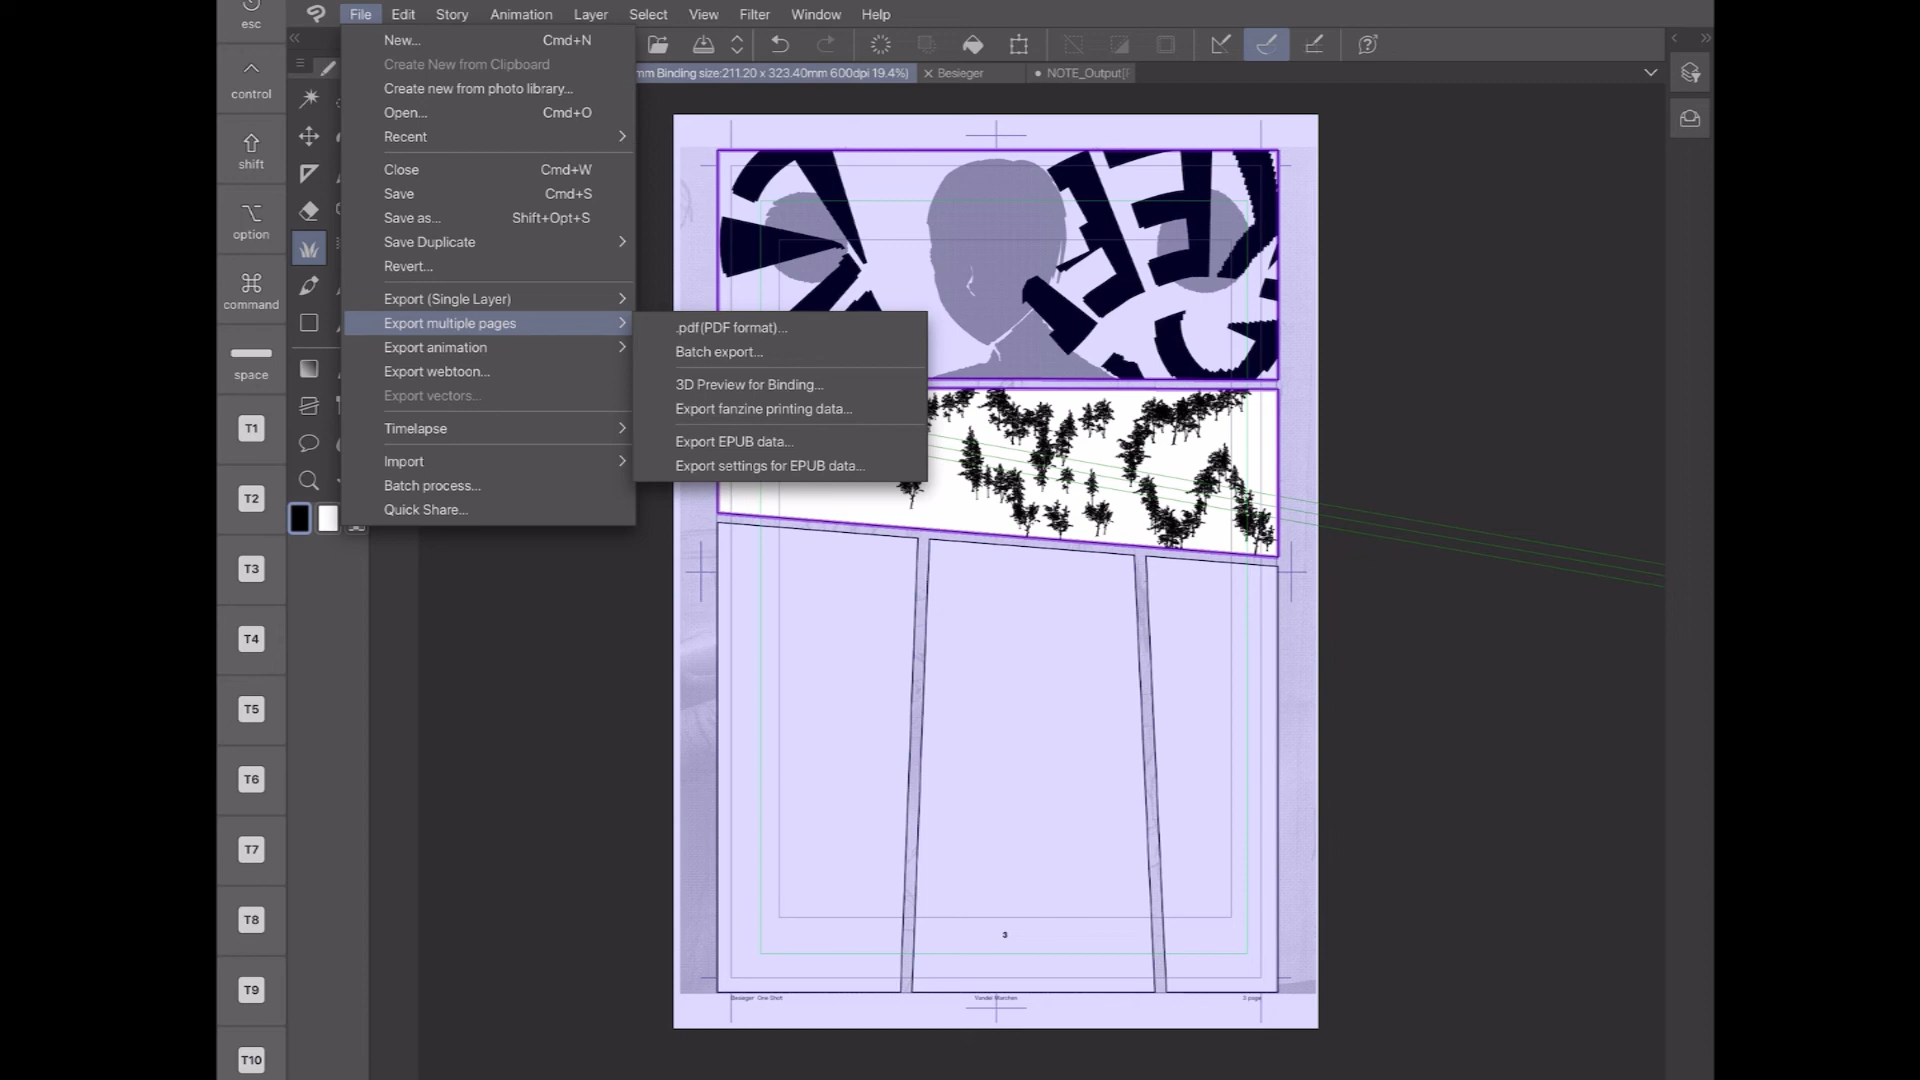 esc
control
shift
option
command
space
T1
T2
T3
T4
T5
T6
T7
T8
T9
T10
File Edit Story Animation Layer Select View Filter Window Help
mm Binding size:211.20 x 323.40mm 600dpi 19.4%)
Besieger
NOTE_Output[
New... Cmd+N
Create New from Clipboard
Create new from photo library...
Open... Cmd+O
Recent
Close Cmd+W
Save Cmd+S
Save as... Shift+Opt+S
Save Duplicate
Revert...
Export (Single Layer)
Export multiple pages
Export animation
Export webtoon...
Export vectors...
Timelapse
Import
Batch process...
Quick Share...
.pdf(PDF format)...
Batch export...
3D Preview for Binding...
Export fanzine printing data...
Export EPUB data...
Export settings for EPUB data...
3
Besieger One Shot
Vandel Marchen
3 page